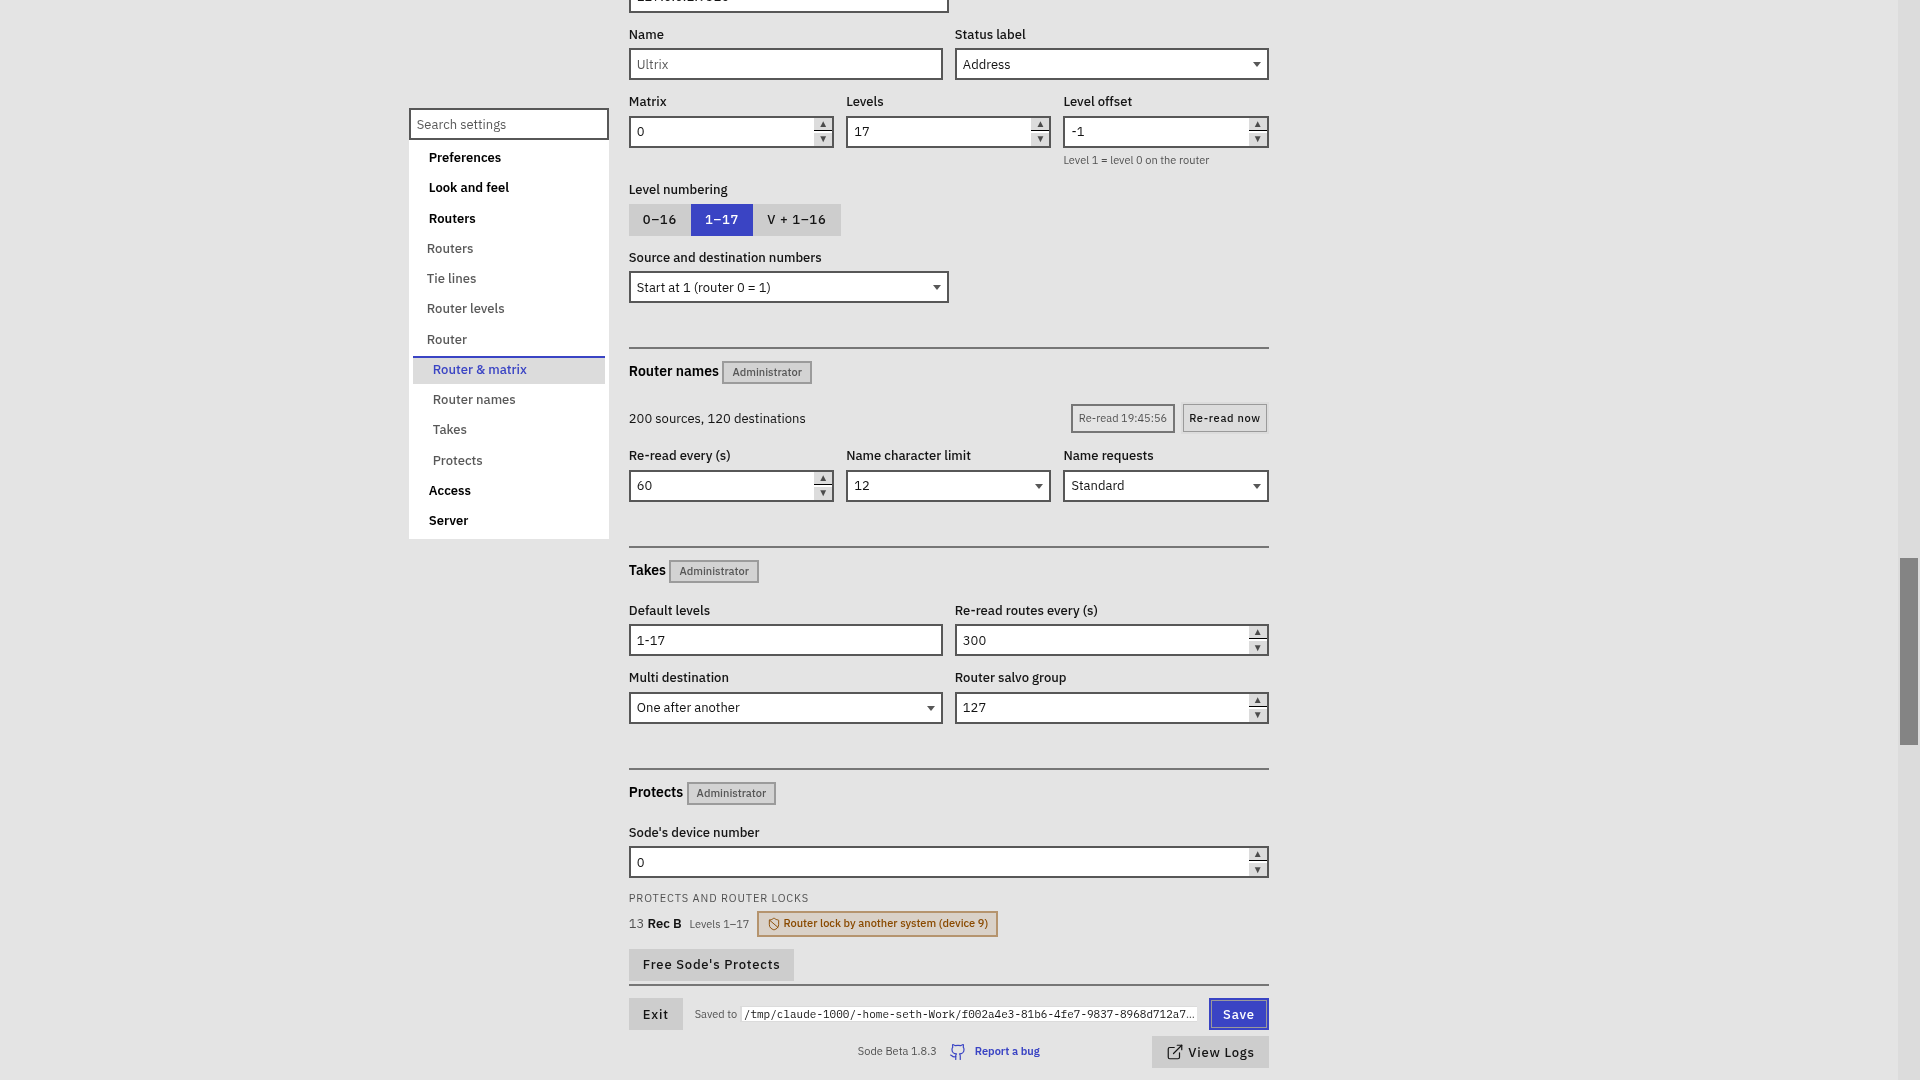 Name
Status label
Ultrix
Address
Search settings
Matrix
Levels
Level offset
0
17
-1
Level 1 = level 0 on the router
Preferences
Look and feel
Routers
Routers
Tie lines
Router levels
Router
Router & matrix
Router names
Takes
Protects
Access
Server
Level numbering
0–16
1–17
V + 1–16
Source and destination numbers
Start at 1 (router 0 = 1)
Router names
Administrator
200 sources, 120 destinations
Re-read 19:45:56
Re-read now
Re-read every (s)
Name character limit
Name requests
60
12
Standard
Takes
Administrator
Default levels
Re-read routes every (s)
1-17
300
Multi destination
Router salvo group
One after another
127
Protects
Administrator
Sode's device number
0
PROTECTS AND ROUTER LOCKS
13 Rec B Levels 1–17 Router lock by another system (device 9)
Free Sode's Protects
Exit
Saved to /tmp/claude-1000/-home-seth-Work/f002a4e3-81b6-4fe7-9837-8968d712a7…
Save
Sode Beta 1.8.3
Report a bug
View Logs